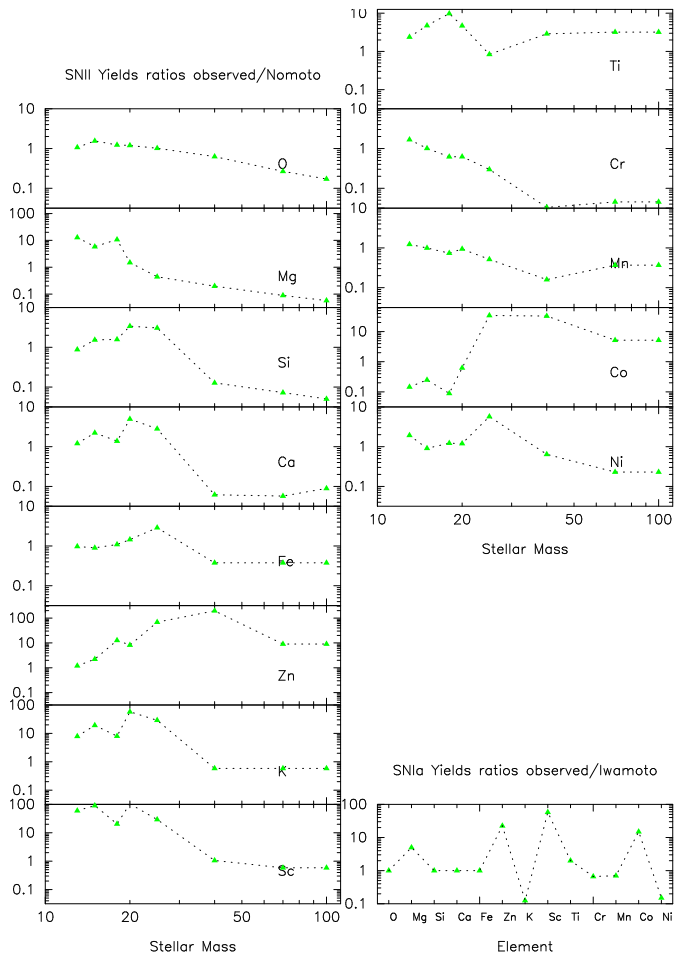 SNII Yields ratios observed/Nomoto
10
1
0.1
O
100
10
1
0.1
Mg
10
1
0.1
Si
10
1
0.1
Ca
10
1
0.1
Fe
100
10
1
0.1
Zn
100
10
1
0.1
K
100
10
1
0.1
Sc
10 20 50 100
Stellar Mass
10
1
0.1
Ti
10
1
0.1
Cr
10
1
0.1
Mn
10
1
0.1
Co
10
1
0.1
Ni
10 20 50 100
Stellar Mass
SNIa Yields ratios observed/Iwamoto
100
10
1
0.1
O Mg Si Ca Fe Zn K Sc Ti Cr Mn Co Ni
Element